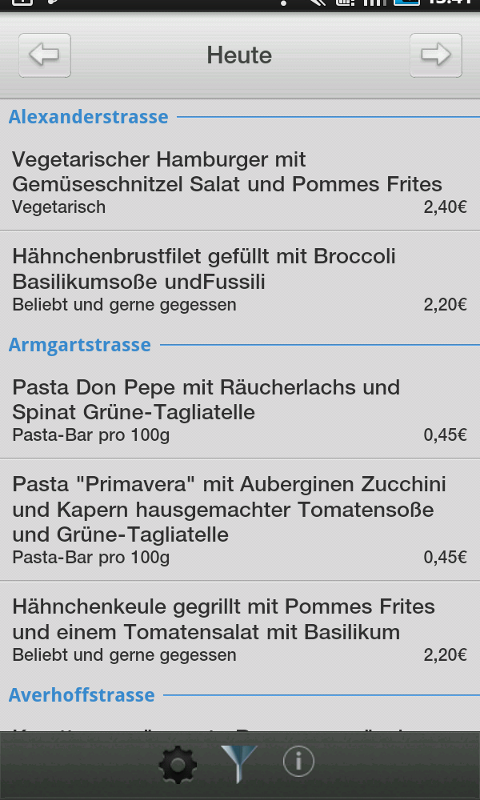 Heute
Alexanderstrasse
Vegetarischer Hamburger mit
Gemüseschnitzel Salat und Pommes Frites
Vegetarisch 2,40€
Hähnchenbrustfilet gefüllt mit Broccoli
Basilikumsoße undFussili
Beliebt und gerne gegessen 2,20€
Armgartstrasse
Pasta Don Pepe mit Räucherlachs und
Spinat Grüne-Tagliatelle
Pasta-Bar pro 100g 0,45€
Pasta "Primavera" mit Auberginen Zucchini
und Kapern hausgemachter Tomatensoße
und Grüne-Tagliatelle
Pasta-Bar pro 100g 0,45€
Hähnchenkeule gegrillt mit Pommes Frites
und einem Tomatensalat mit Basilikum
Beliebt und gerne gegessen 2,20€
Averhoffstrasse